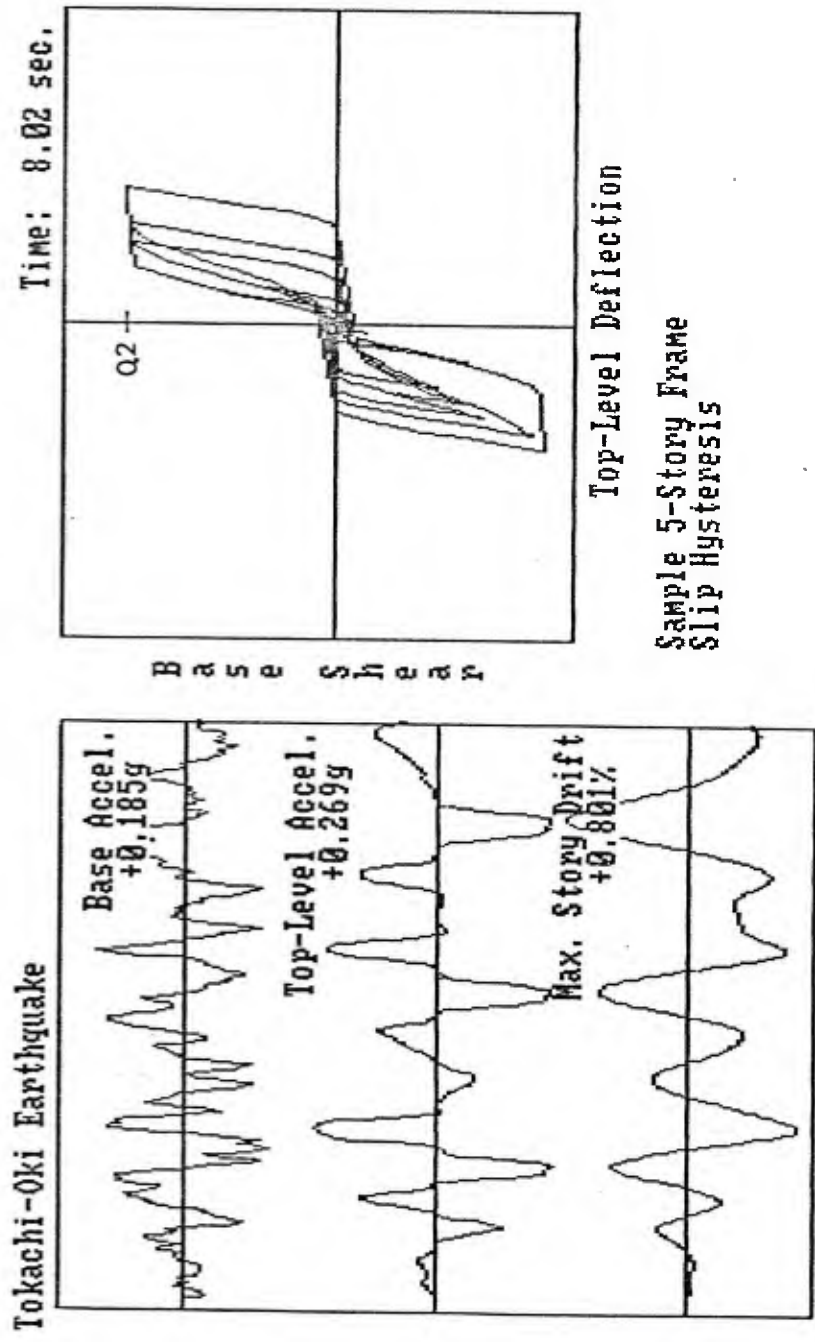 Tokachi-Oki Earthquake
Base Accel.
+0.185g
Top-Level Accel.
+0.269g
Max. Story Drift
+0.801%
Time: 8.02 sec.
Base Shear
Q2
Top-Level Deflection
Sample 5-Story Frame
Slip Hysteresis